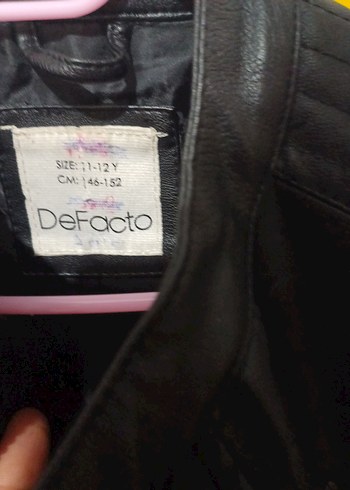 SIZE: 11-12 Y
CM: 146-152
DeFacto